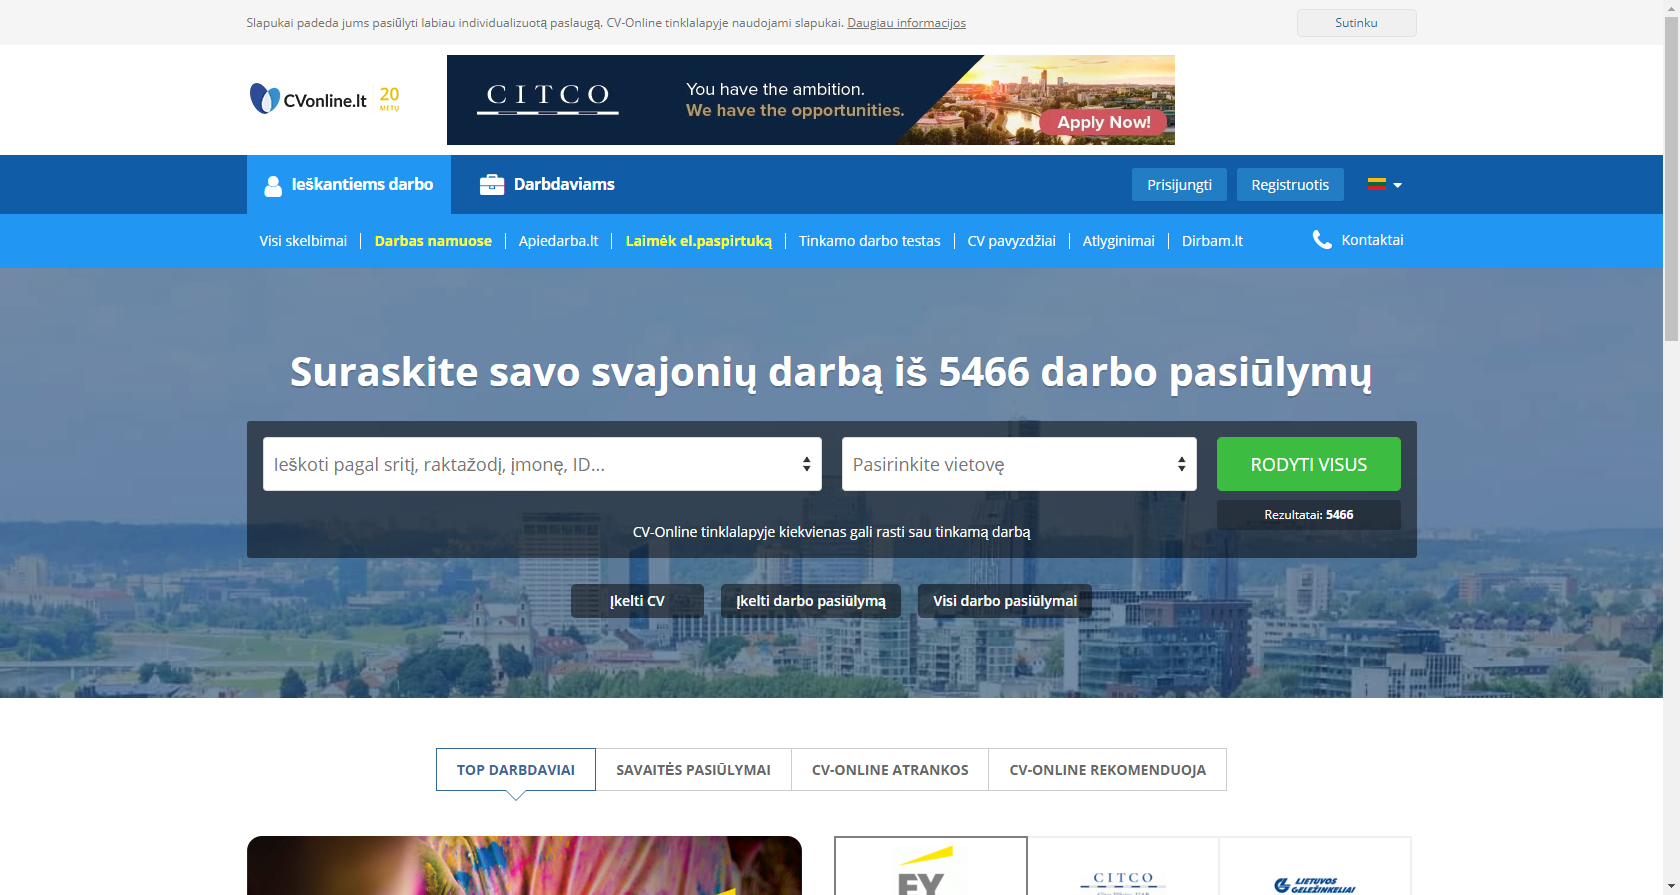 Slapukai padeda jums pasiūlyti labiau individualizuotą paslaugą. CV-Online tinklalapyje naudojami slapukai. Daugiau informacijos
Sutinku
CVonline.lt 20 METŲ
CITCO
You have the ambition.
We have the opportunities.
Apply Now!
Ieškantiems darbo
Darbdaviams
Prisijungti
Registruotis
Visi skelbimai
Darbas namuose
Apiedarba.lt
Laimėk el.paspirtuką
Tinkamo darbo testas
CV pavyzdžiai
Atlyginimai
Dirbam.lt
Kontaktai
Suraskite savo svajonių darbą iš 5466 darbo pasiūlymų
Ieškoti pagal sritį, raktažodį, įmonę, ID...
Pasirinkite vietovę
RODYTI VISUS
Rezultatai: 5466
CV-Online tinklalapyje kiekvienas gali rasti sau tinkamą darbą
Įkelti CV
Įkelti darbo pasiūlymą
Visi darbo pasiūlymai
TOP DARBDAVIAI
SAVAITĖS PASIŪLYMAI
CV-ONLINE ATRANKOS
CV-ONLINE REKOMENDUOJA
EY
CITCO
LIETUVOS
GELEŽINKELIAI